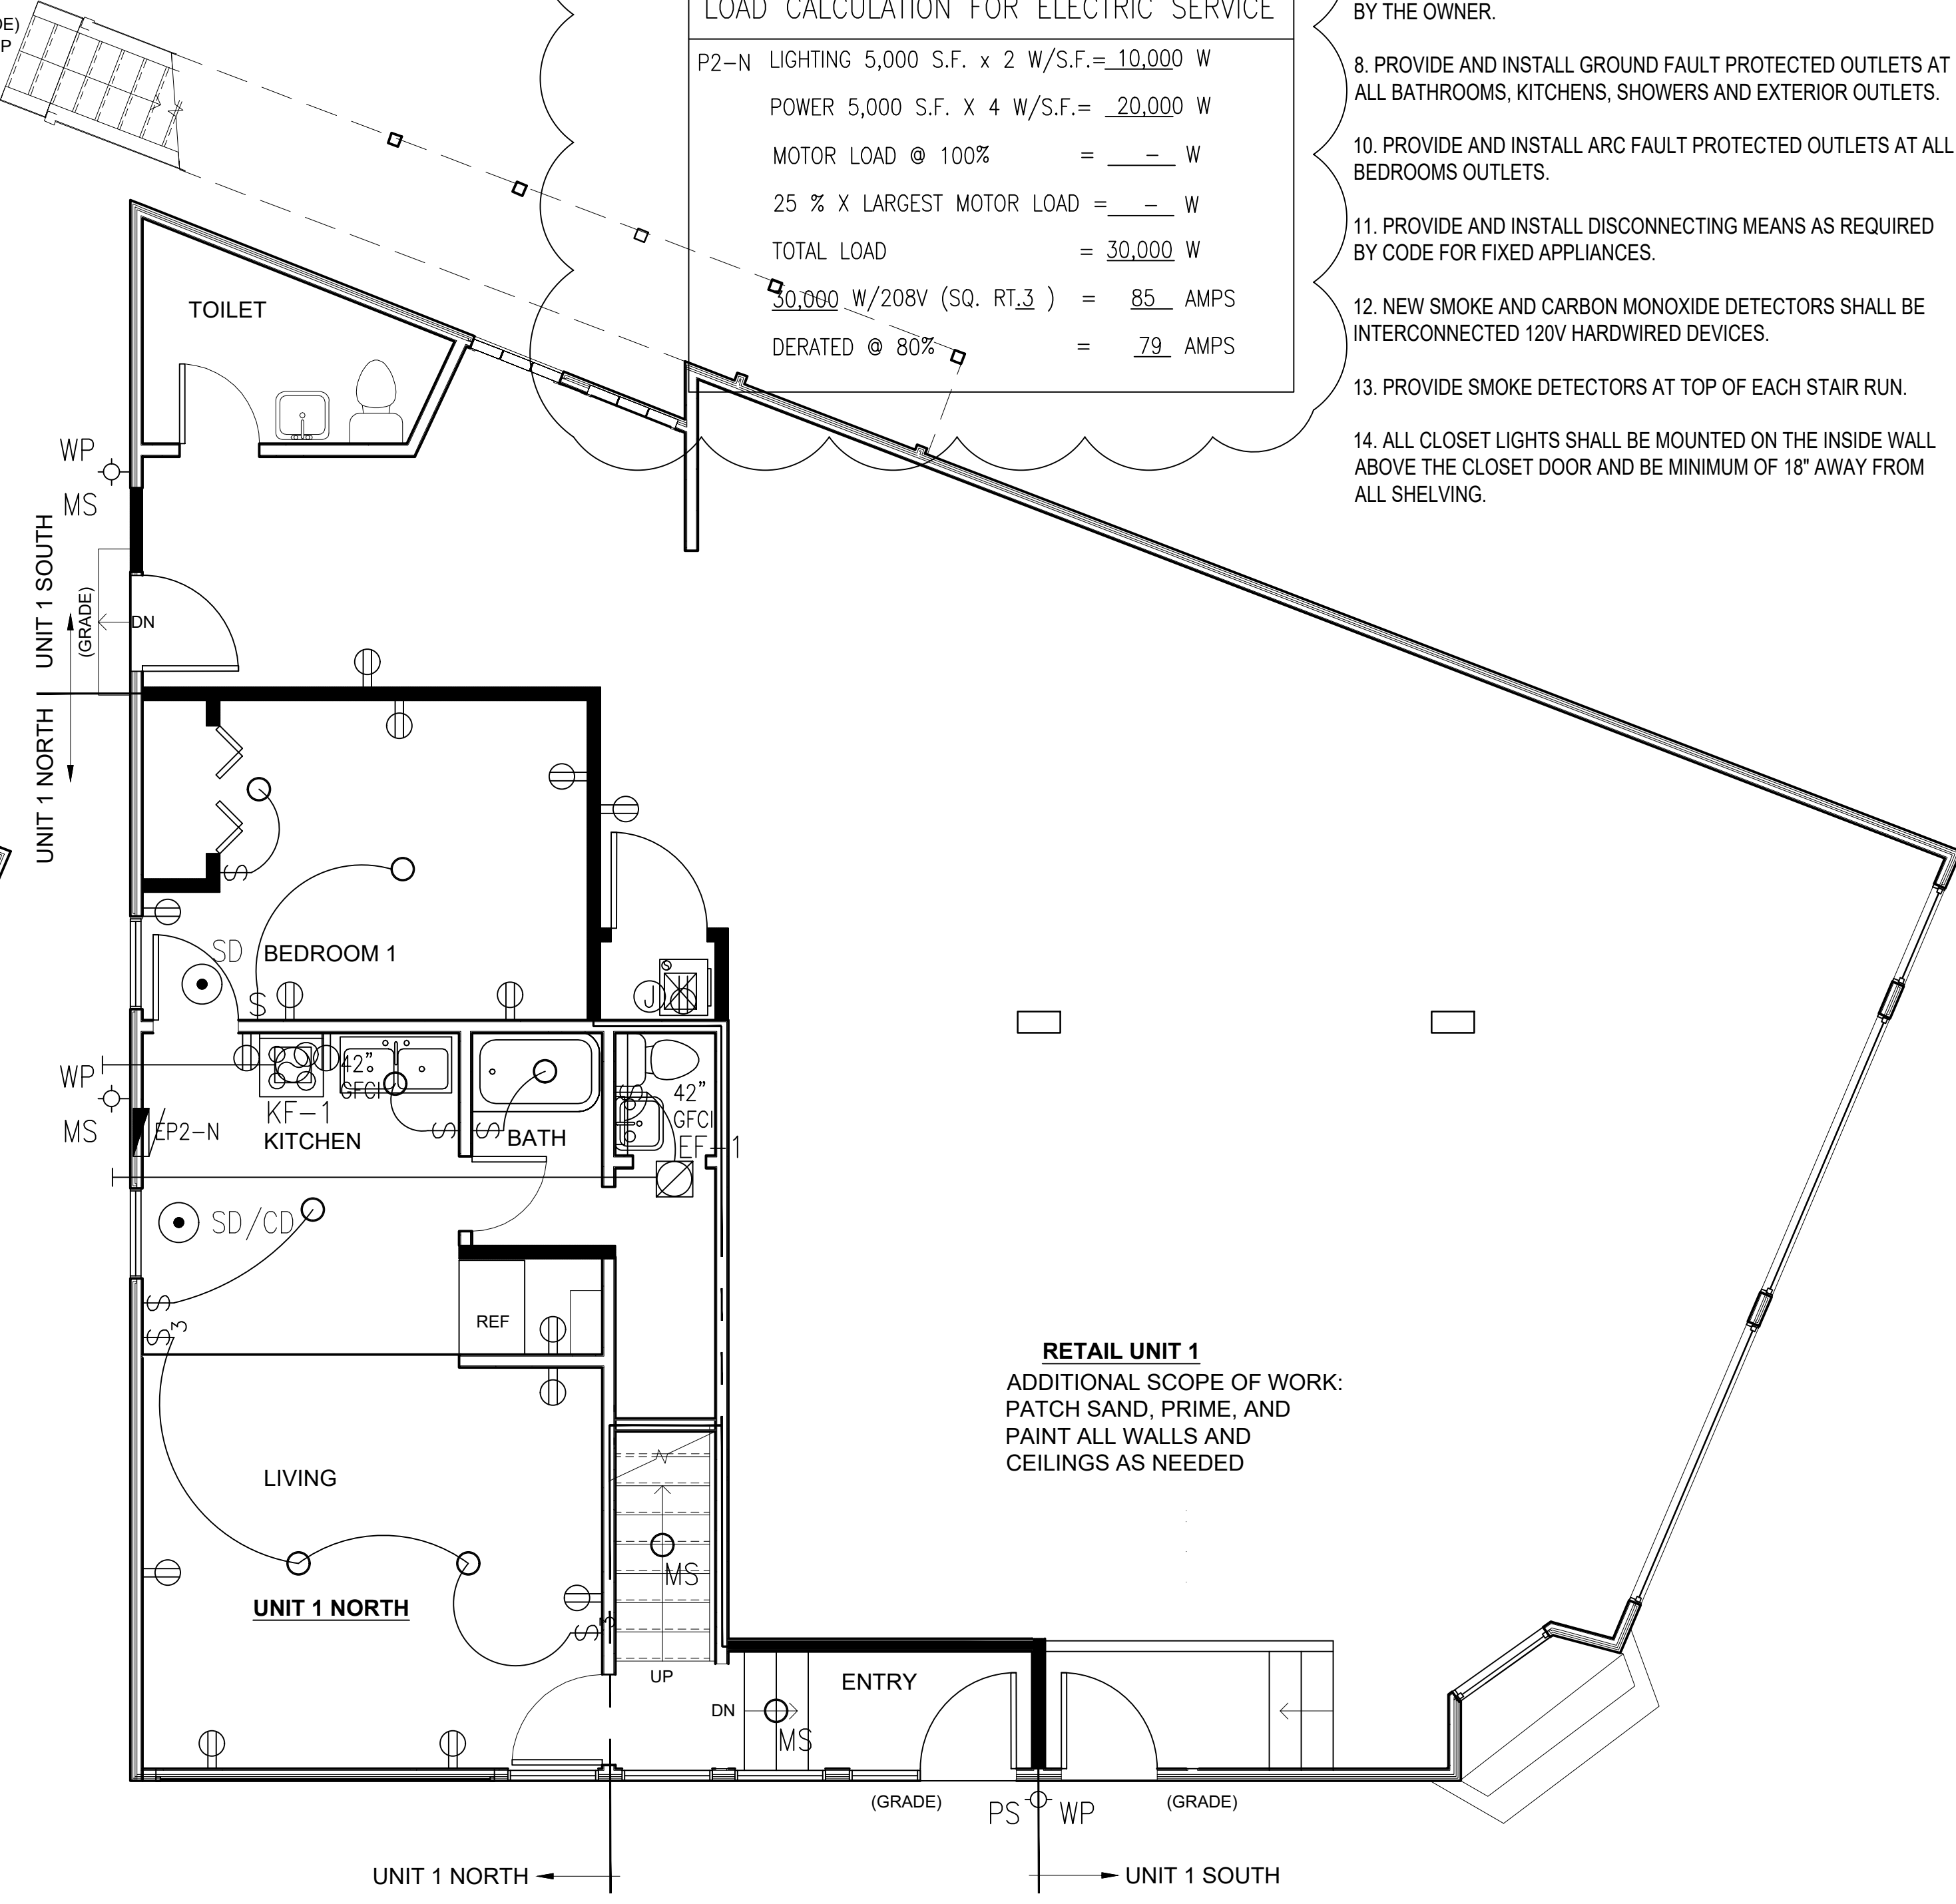 DE)
P
LOAD CALCULATION FOR ELECTRIC SERVICE
P2-N LIGHTING 5,000 S.F. x 2 W/S.F.= 10,000 W
POWER 5,000 S.F. X 4 W/S.F.= 20,000 W
MOTOR LOAD @ 100% = - W
25 % X LARGEST MOTOR LOAD = - W
TOTAL LOAD = 30,000 W
30,000 W/208V (SQ. RT.3 ) = 85 AMPS
DERATED @ 80% = 79 AMPS
BY THE OWNER.
8. PROVIDE AND INSTALL GROUND FAULT PROTECTED OUTLETS AT
ALL BATHROOMS, KITCHENS, SHOWERS AND EXTERIOR OUTLETS.
10. PROVIDE AND INSTALL ARC FAULT PROTECTED OUTLETS AT ALL
BEDROOMS OUTLETS.
11. PROVIDE AND INSTALL DISCONNECTING MEANS AS REQUIRED
BY CODE FOR FIXED APPLIANCES.
12. NEW SMOKE AND CARBON MONOXIDE DETECTORS SHALL BE
INTERCONNECTED 120V HARDWIRED DEVICES.
13. PROVIDE SMOKE DETECTORS AT TOP OF EACH STAIR RUN.
14. ALL CLOSET LIGHTS SHALL BE MOUNTED ON THE INSIDE WALL
ABOVE THE CLOSET DOOR AND BE MINIMUM OF 18" AWAY FROM
ALL SHELVING.
TOILET
WP
MS
UNIT 1 SOUTH
(GRADE)
DN
UNIT 1 NORTH
S
SD
BEDROOM 1
S
J
WP
MS
42"
GFCI
KF-1
KITCHEN
EP2-N
S
S
BATH
S
42"
GFCI
EF-1
SD/CD
S
S3
REF
LIVING
UNIT 1 NORTH
MS
S3
UP
RETAIL UNIT 1
ADDITIONAL SCOPE OF WORK:
PATCH SAND, PRIME, AND
PAINT ALL WALLS AND
CEILINGS AS NEEDED
ENTRY
DN
MS
(GRADE)
PS WP
(GRADE)
UNIT 1 NORTH
UNIT 1 SOUTH